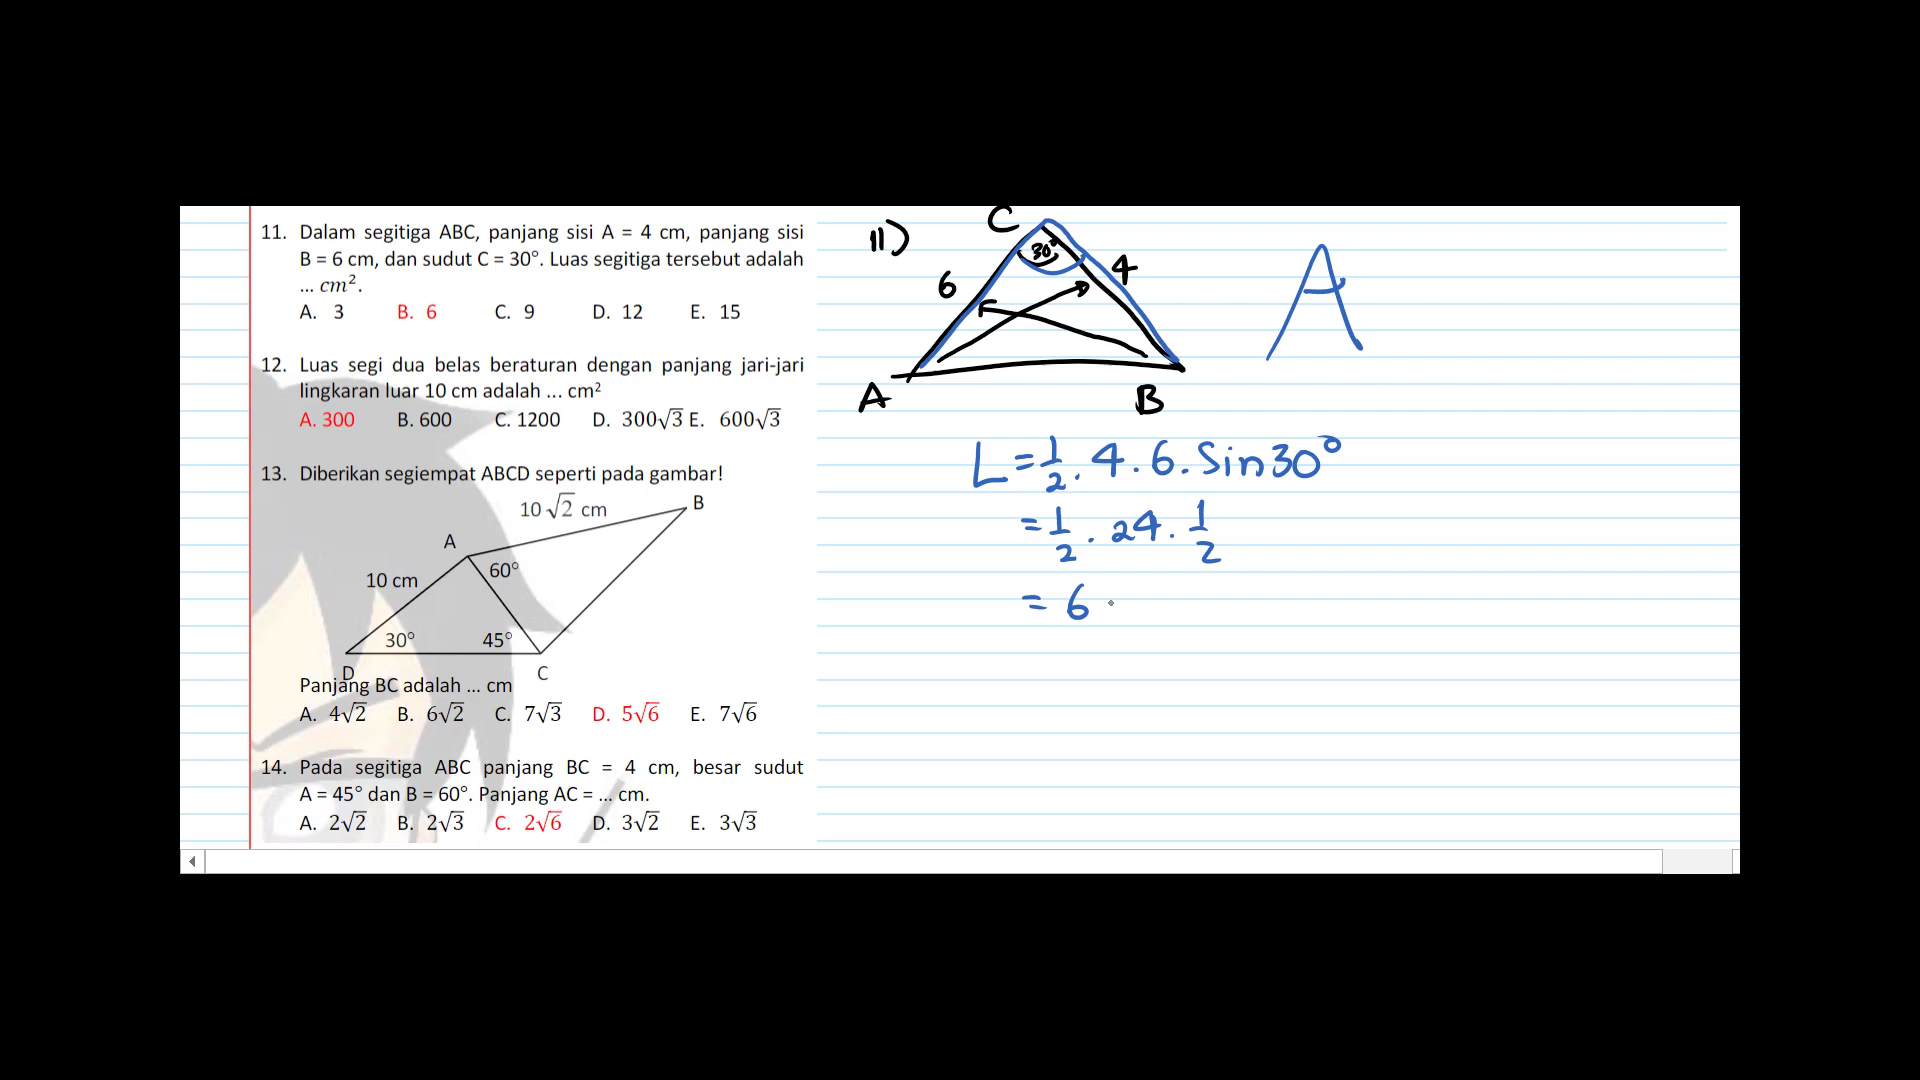 11. Dalam segitiga ABC, panjang sisi A = 4 cm, panjang sisi
B = 6 cm, dan sudut C = 30°. Luas segitiga tersebut adalah
... cm².
A. 3 B. 6 C. 9 D. 12 E. 15
12. Luas segi dua belas beraturan dengan panjang jari-jari
lingkaran luar 10 cm adalah ... cm²
A. 300 B. 600 C. 1200 D. 300√3 E. 600√3
13. Diberikan segiempat ABCD seperti pada gambar!
10√2 cm B
A
60°
10 cm
30° 45°
D C
Panjang BC adalah ... cm
A. 4√2 B. 6√2 C. 7√3 D. 5√6 E. 7√6
14. Pada segitiga ABC panjang BC = 4 cm, besar sudut
A = 45° dan B = 60°. Panjang AC = ... cm.
A. 2√2 B. 2√3 C. 2√6 D. 3√2 E. 3√3
11) C
30°
6 4
A B
A
L = 1/2 . 4 . 6 . Sin 30°
= 1/2 . 24 . 1/2
= 6